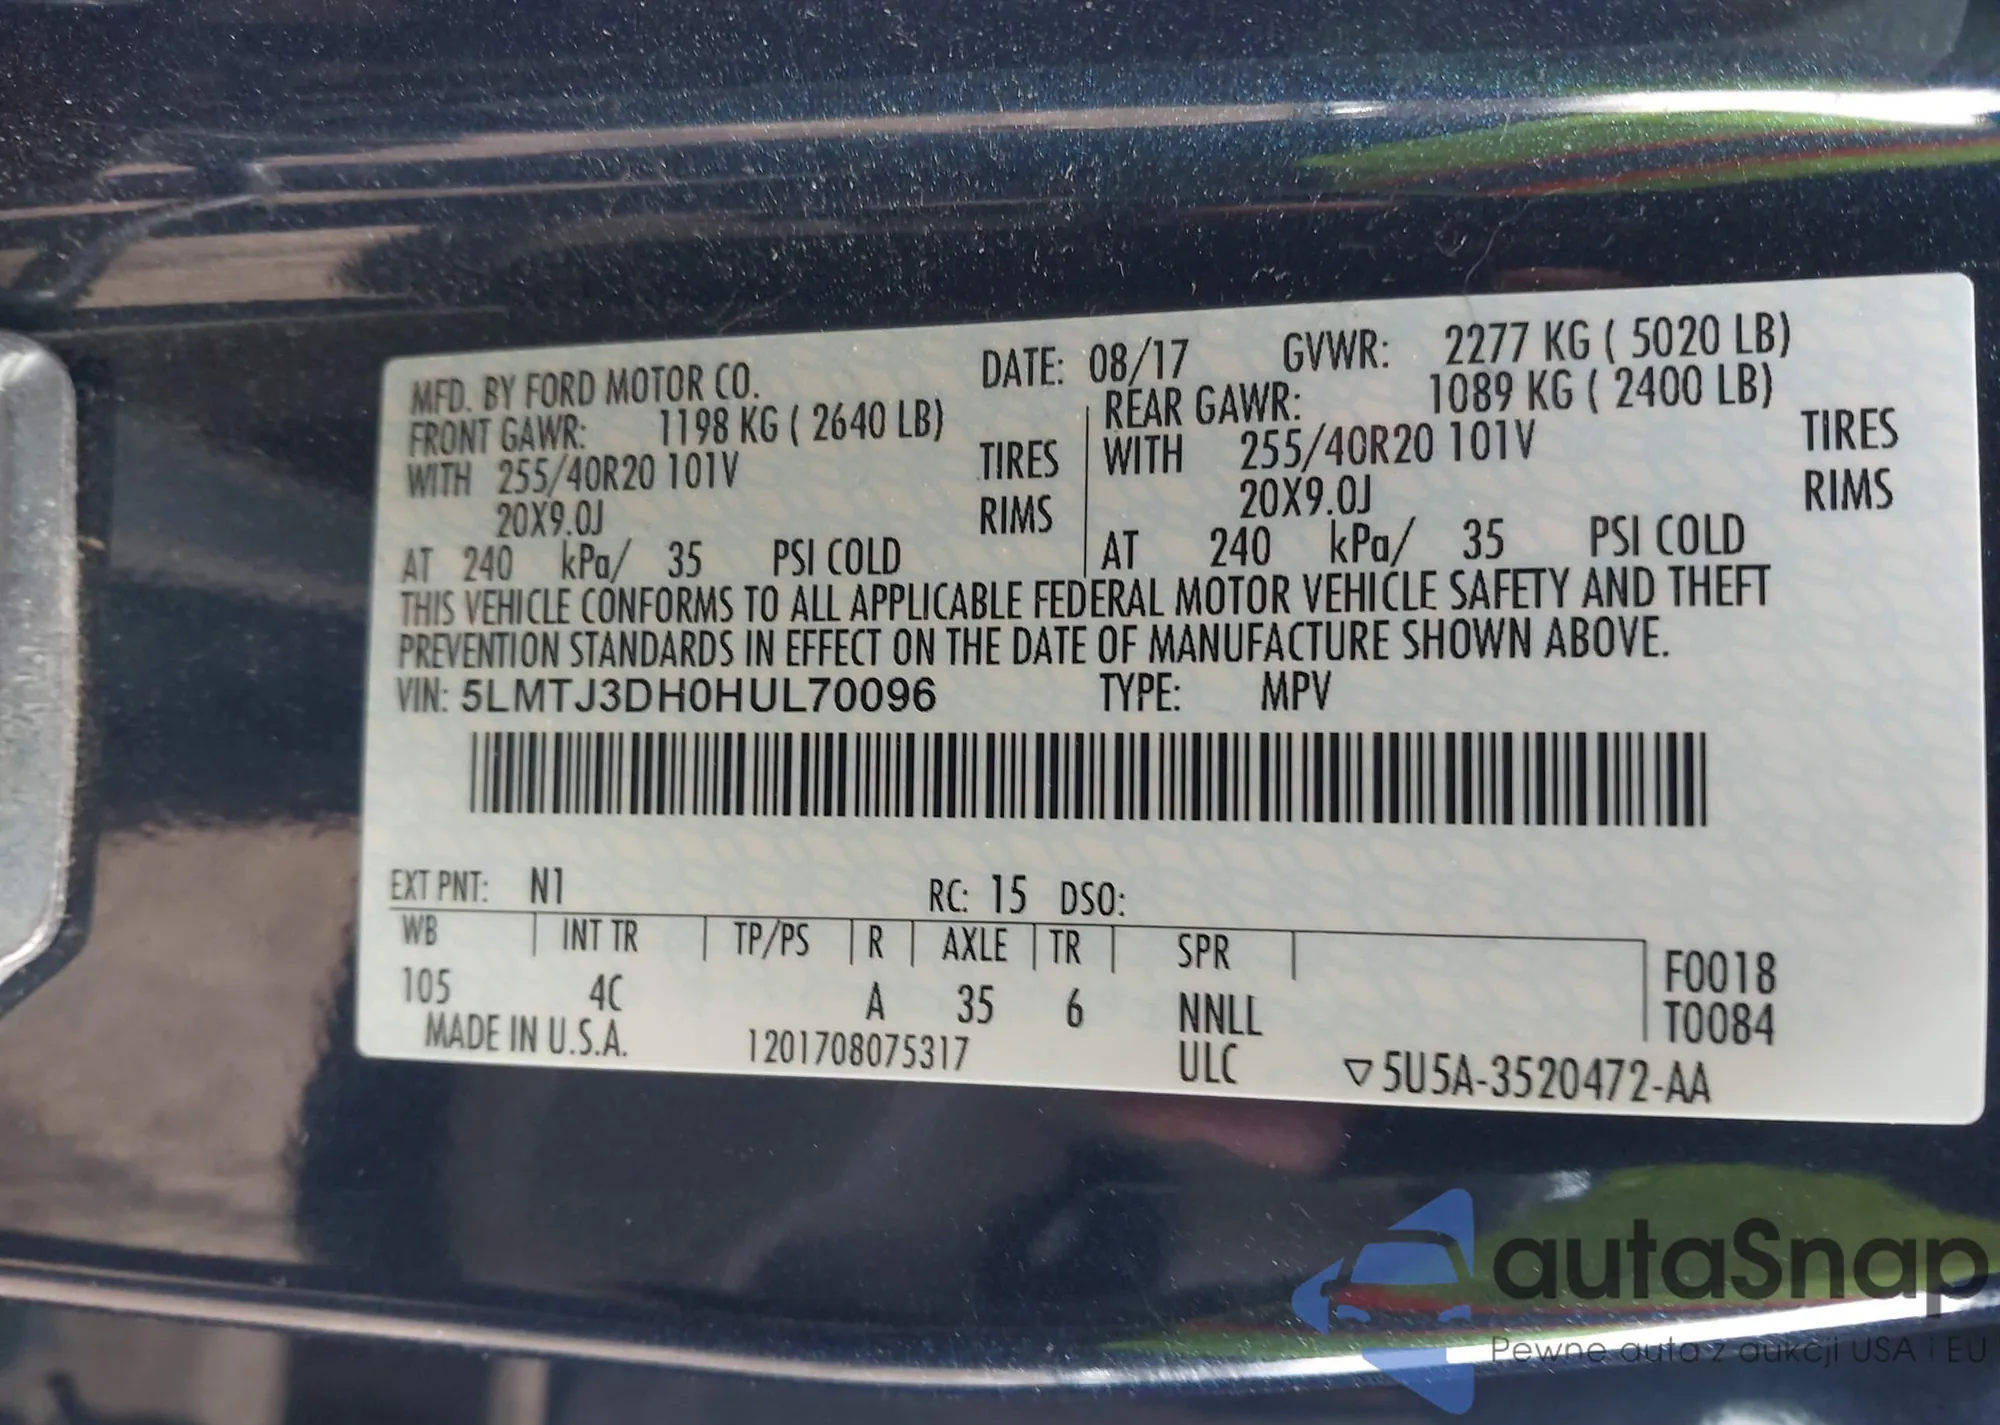 MFD. BY FORD MOTOR CO. DATE: 08/17 GVWR: 2277 KG ( 5020 LB)
FRONT GAWR: 1198 KG ( 2640 LB) REAR GAWR: 1089 KG ( 2400 LB)
WITH 255/40R20 101V TIRES WITH 255/40R20 101V TIRES
20X9.0J RIMS 20X9.0J RIMS
AT 240 kPa/ 35 PSI COLD AT 240 kPa/ 35 PSI COLD
THIS VEHICLE CONFORMS TO ALL APPLICABLE FEDERAL MOTOR VEHICLE SAFETY AND THEFT
PREVENTION STANDARDS IN EFFECT ON THE DATE OF MANUFACTURE SHOWN ABOVE.
VIN: 5LMTJ3DH0HUL70096 TYPE: MPV
EXT PNT: N1 RC: 15 DSO:
WB INT TR TP/PS R AXLE TR SPR F0018
105 4C A 35 6 NNLL T0084
MADE IN U.S.A. 1201708075317 ULC ▽5U5A-3520472-AA
autaSnap
Pewne auta z aukcji USA i EU